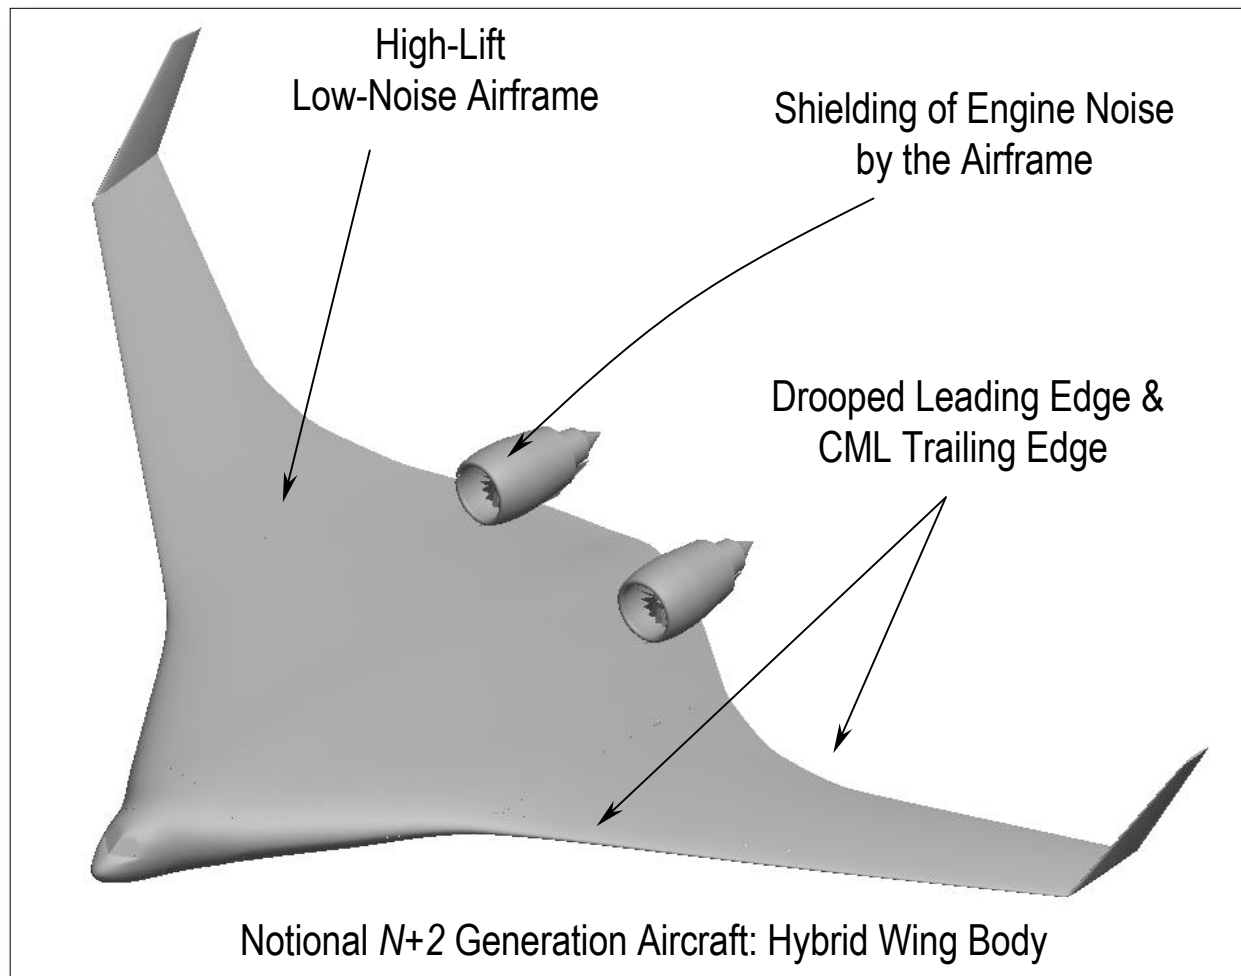 High-Lift
Low-Noise Airframe
Shielding of Engine Noise
by the Airframe
Drooped Leading Edge &
CML Trailing Edge
Notional N+2 Generation Aircraft: Hybrid Wing Body